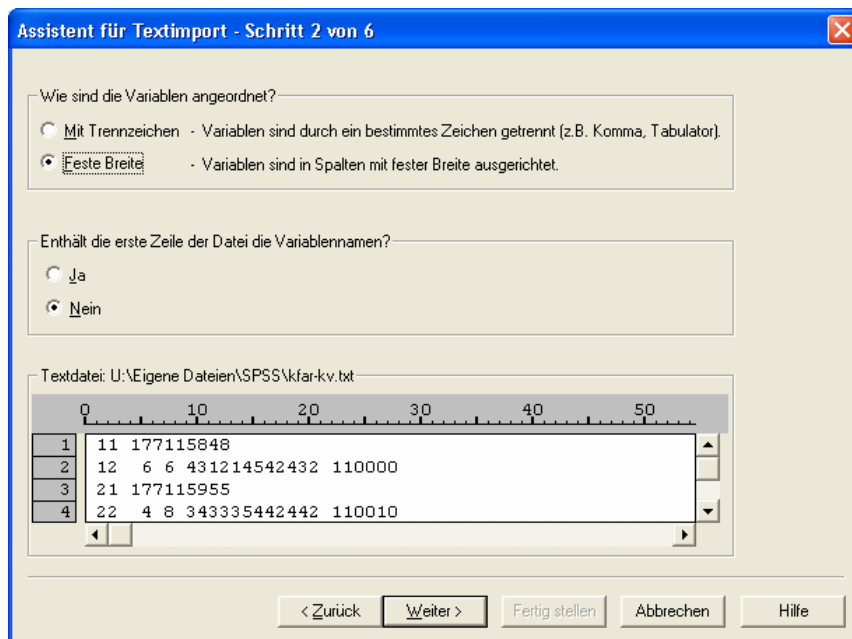 Assistent für Textimport - Schritt 2 von 6
Wie sind die Variablen angeordnet?
Mit Trennzeichen - Variablen sind durch ein bestimmtes Zeichen getrennt (z.B. Komma, Tabulator).
Feste Breite - Variablen sind in Spalten mit fester Breite ausgerichtet.
Enthält die erste Zeile der Datei die Variablennamen?
Ja
Nein
Textdatei: U:\Eigene Dateien\SPSS\kfar-kv.txt
0 10 20 30 40 50
1 11 177115848
2 12  6 6 431214542432 110000
3 21 177115955
4 22  4 8 343335442442 110010
< Zurück Weiter > Fertig stellen Abbrechen Hilfe